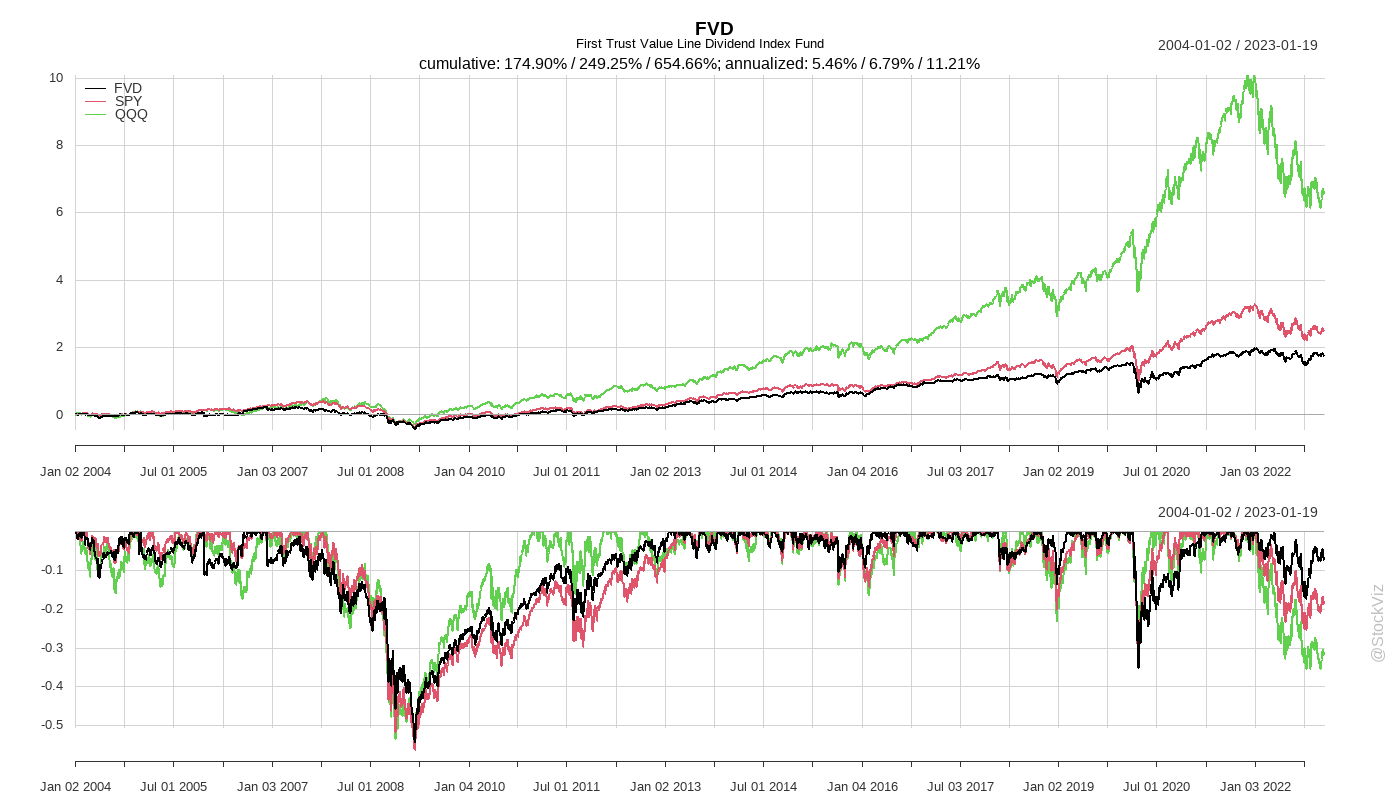 FVD
First Trust Value Line Dividend Index Fund
2004-01-02 / 2023-01-19
cumulative: 174.90% / 249.25% / 654.66%; annualized: 5.46% / 6.79% / 11.21%
FVD
SPY
QQQ
10
8
6
4
2
0
Jan 02 2004 Jul 01 2005 Jan 03 2007 Jul 01 2008 Jan 04 2010 Jul 01 2011 Jan 02 2013 Jul 01 2014 Jan 04 2016 Jul 03 2017 Jan 02 2019 Jul 01 2020 Jan 03 2022
2004-01-02 / 2023-01-19
-0.1
-0.2
-0.3
-0.4
-0.5
Jan 02 2004 Jul 01 2005 Jan 03 2007 Jul 01 2008 Jan 04 2010 Jul 01 2011 Jan 02 2013 Jul 01 2014 Jan 04 2016 Jul 03 2017 Jan 02 2019 Jul 01 2020 Jan 03 2022
@StockViz